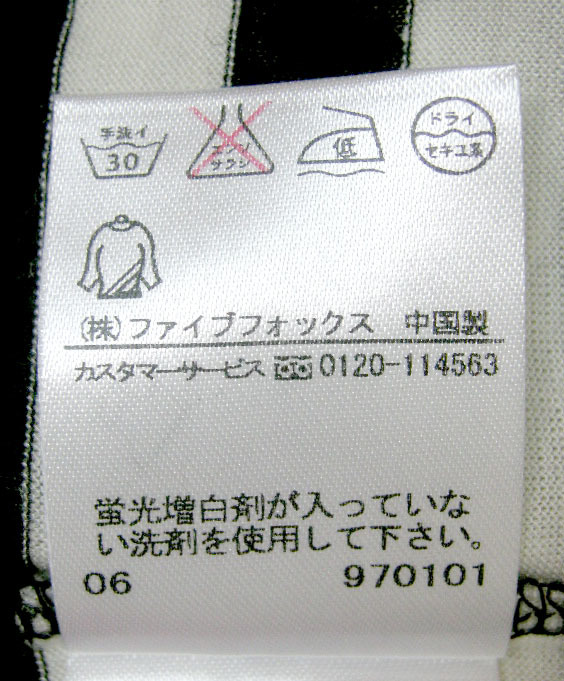 手洗イ
30
エンソ
サラシ
低
ドライ
セキユ系
(株)ファイブフォックス 中国製
カスタマーサービス 0120-114563
蛍光増白剤が入っていな
い洗剤を使用して下さい。
06 970101